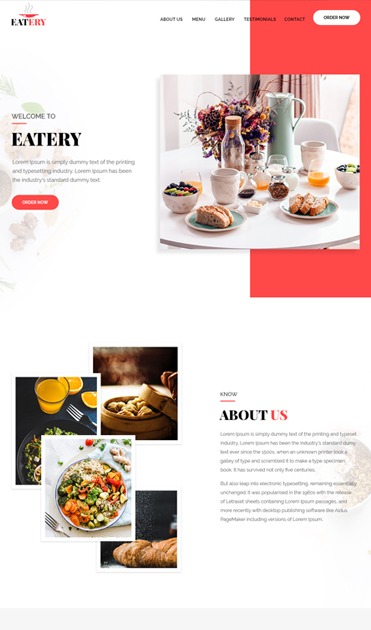 EATERY
ABOUT US MENU GALLERY TESTIMONIALS CONTACT ORDER NOW
WELCOME TO
EATERY
Lorem Ipsum is simply dummy text of the printing
and typesetting industry. Lorem Ipsum has been
the industry's standard dummy text
ORDER NOW
KNOW
ABOUT US
Lorem Ipsum is simply dummy text of the printing and typeset
industry. Lorem Ipsum has been the industry's standard dumy
text ever since the 1500s, when an unknown printer took a
galley of type and scrambled it to make a type specimen
book. It has survived not only five centuries.
But also leap into electronic typesetting, remaining essentially
unchanged. It was popularised in the 1960s with the release
of Letraset sheets containing Lorem Ipsum passages, and
more recently with desktop publishing software like Aldus
PageMaker including versions of Lorem Ipsum.